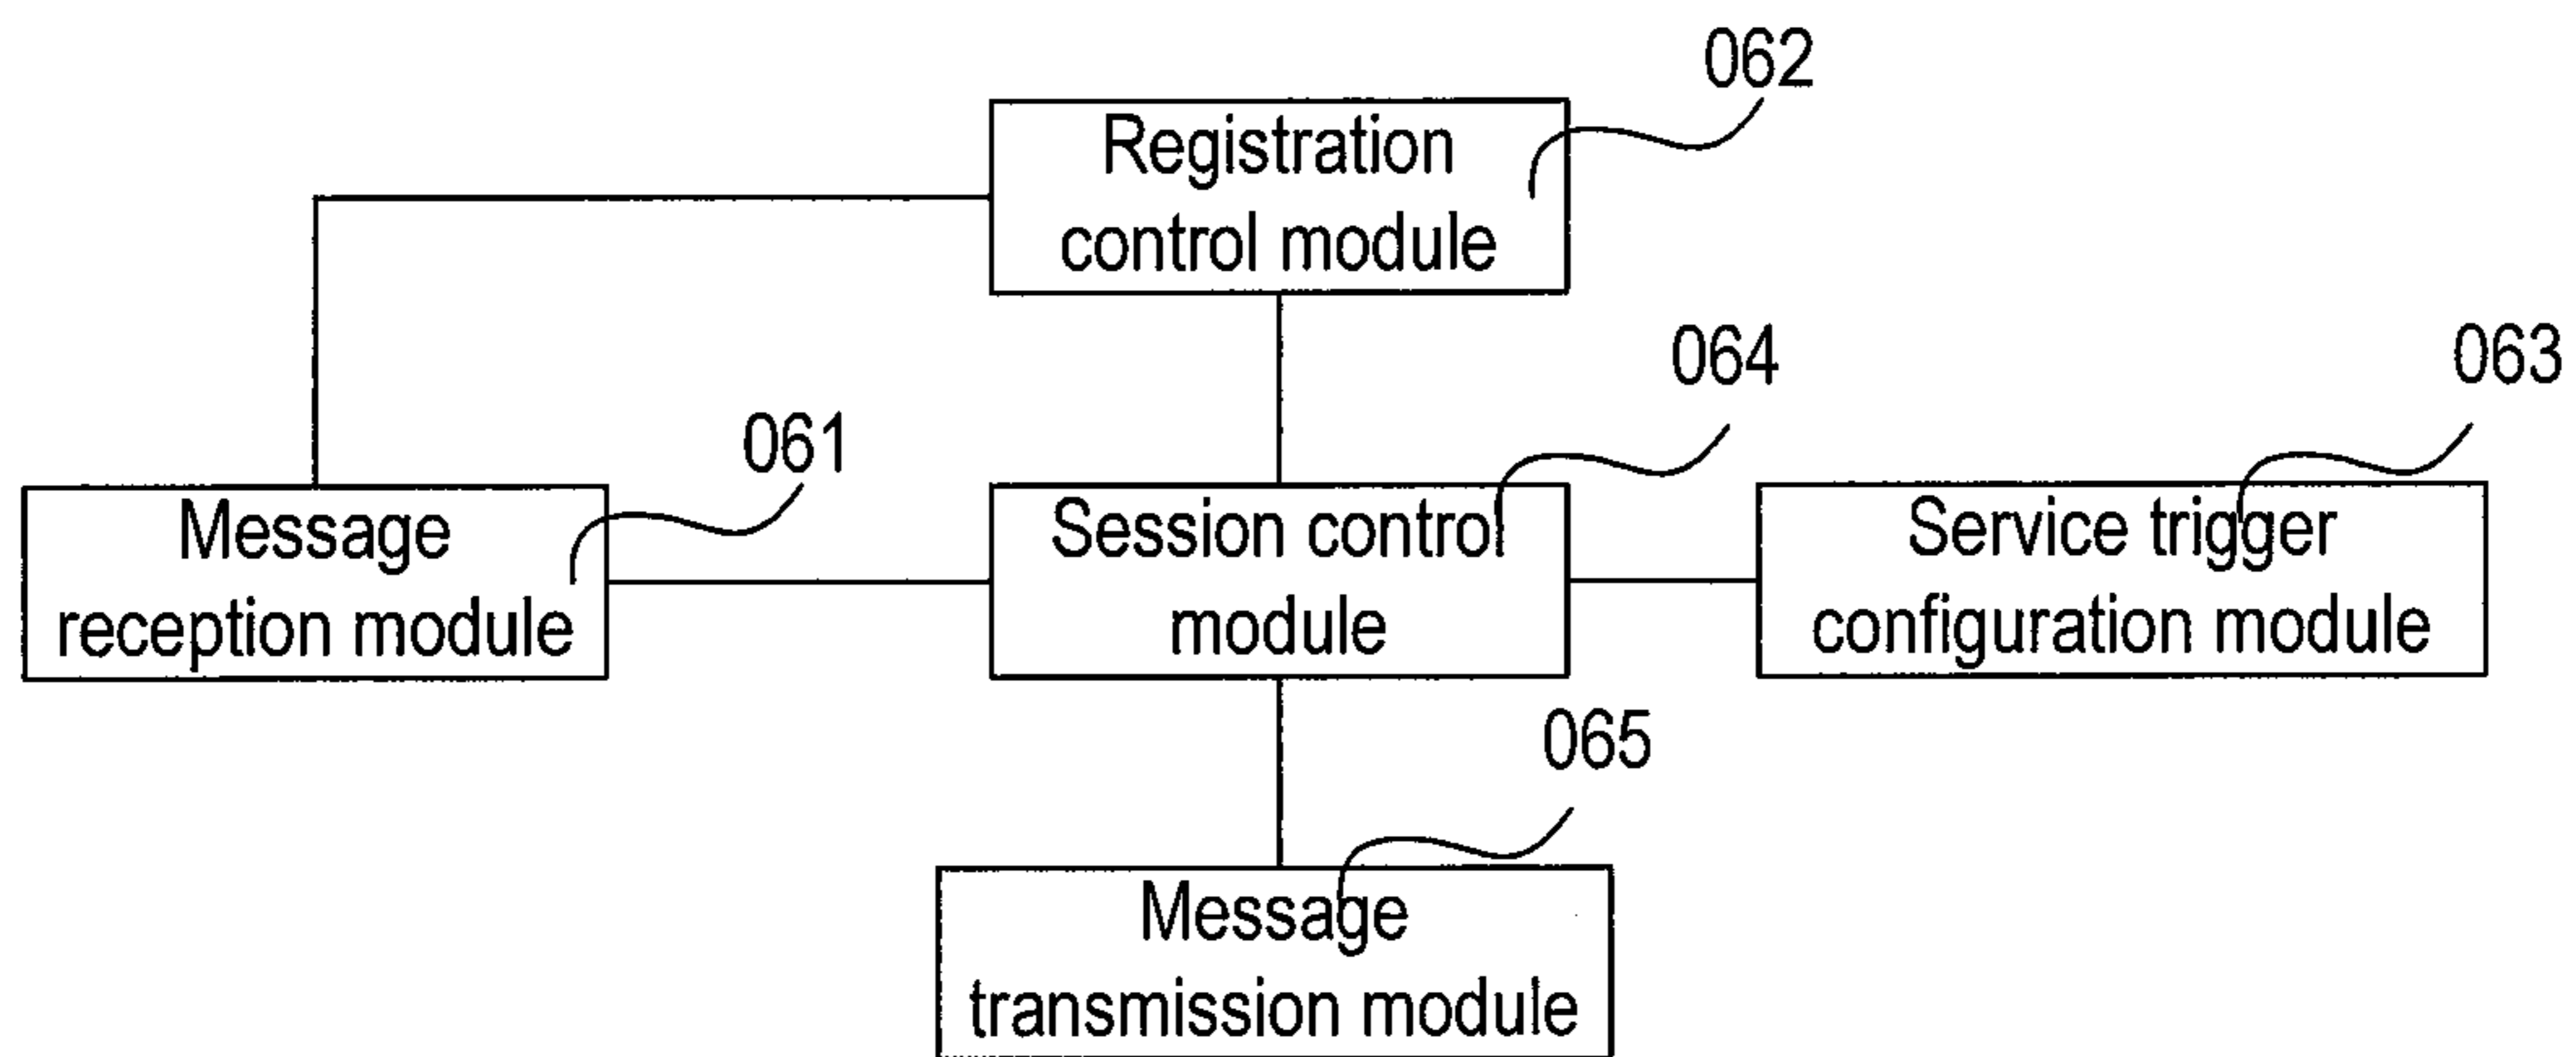 062
Registration
control module
064
063
061
Message
reception module
Session control
module
Service trigger
configuration module
065
Message
transmission module